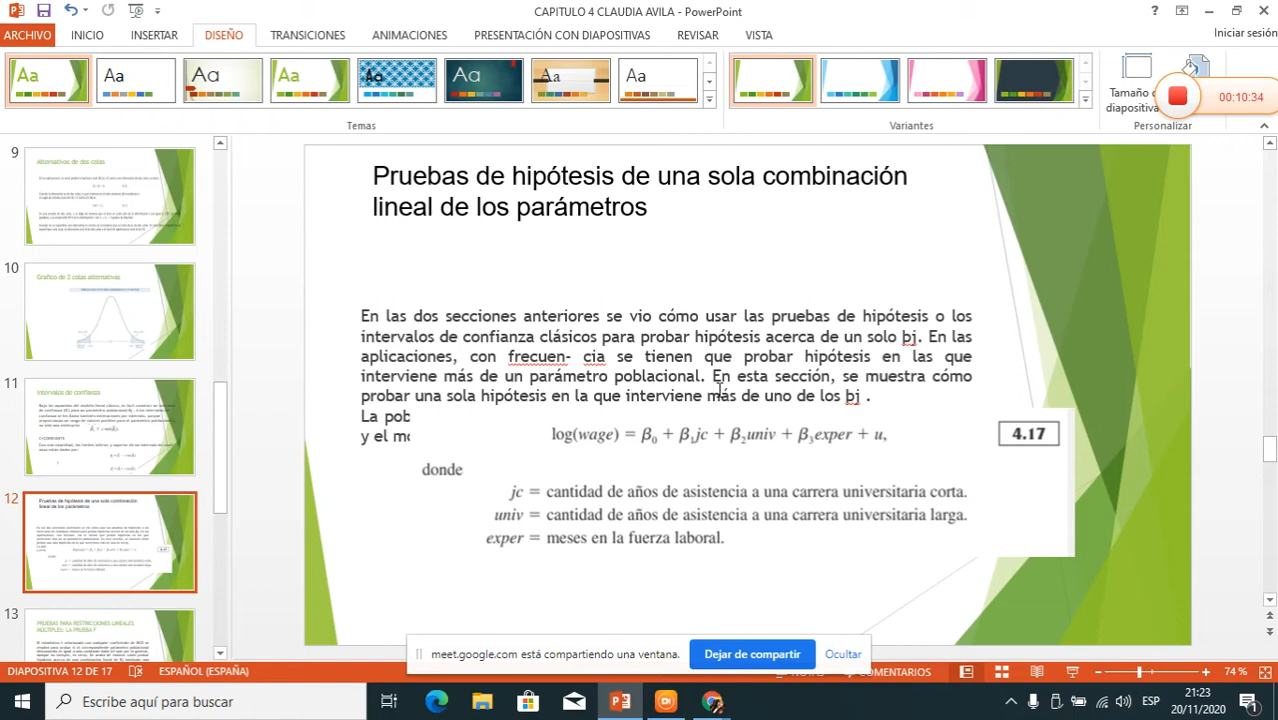 CAPITULO 4 CLAUDIA AVILA - PowerPoint
ARCHIVO INICIO INSERTAR DISEÑO TRANSICIONES ANIMACIONES PRESENTACIÓN CON DIAPOSITIVAS REVISAR VISTA Iniciar sesión
Aa Aa Aa Aa Aa Aa Aa Aa
Tamaño
diapositiva
00:10:34
Temas Variantes Personalizar
9
Alternativas de dos colas
10
Grafico de 2 colas alternativas
11
Intervalos de confianza
12
Pruebas de hipótesis de una sola combinación
lineal de los parámetros
13
PRUEBAS PARA RESTRICCIONES LINEALES
MÚLTIPLES: LA PRUEBA F
Pruebas de hipótesis de una sola combinación
lineal de los parámetros
En las dos secciones anteriores se vio cómo usar las pruebas de hipótesis o los
intervalos de confianza clásicos para probar hipótesis acerca de un solo bj. En las
aplicaciones, con frecuen- cia se tienen que probar hipótesis en las que
interviene más de un parámetro poblacional. En esta sección, se muestra cómo
probar una sola hipótesis en la que interviene más de uno de los bj .
La pob
y el mo
log(wage) = β0 + β1jc + β2univ + β3exper + u, 4.17
donde
jc = cantidad de años de asistencia a una carrera universitaria corta.
univ = cantidad de años de asistencia a una carrera universitaria larga.
exper = meses en la fuerza laboral.
meet.google.com está compartiendo una ventana. Dejar de compartir Ocultar
DIAPOSITIVA 12 DE 17 ESPAÑOL (ESPAÑA) NOTAS COMENTARIOS 74 %
Escribe aquí para buscar
ESP
21:23
20/11/2020
1